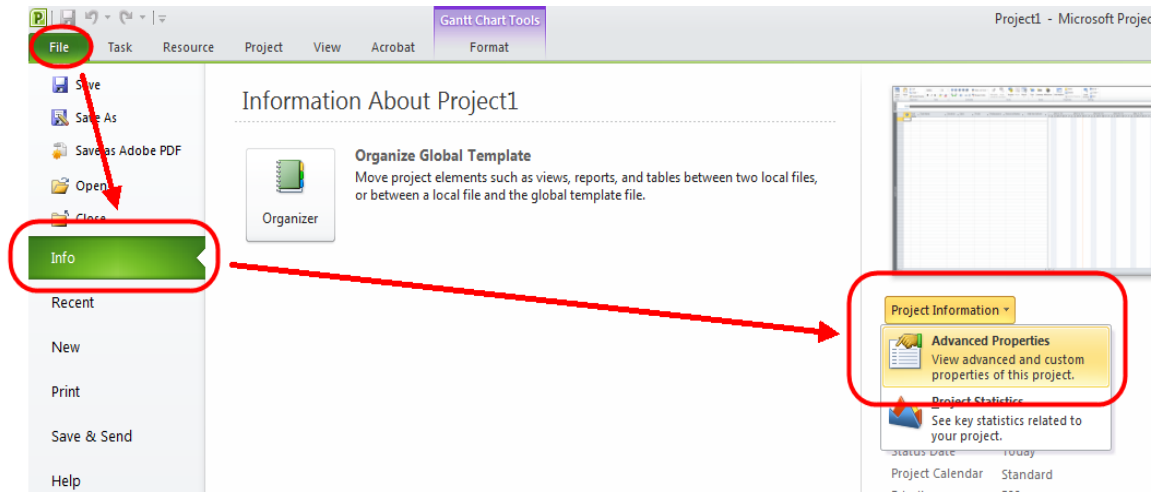 Gantt Chart Tools
Project1 - Microsoft Projec
File Task Resource Project View Acrobat Format
Save
Save As
Save as Adobe PDF
Open
Close
Info
Recent
New
Print
Save & Send
Help
Information About Project1
Organizer
Organize Global Template
Move project elements such as views, reports, and tables between two local files,
or between a local file and the global template file.
Project Information
Advanced Properties
View advanced and custom
properties of this project.
Project Statistics
See key statistics related to
your project.
Status Date Today
Project Calendar Standard